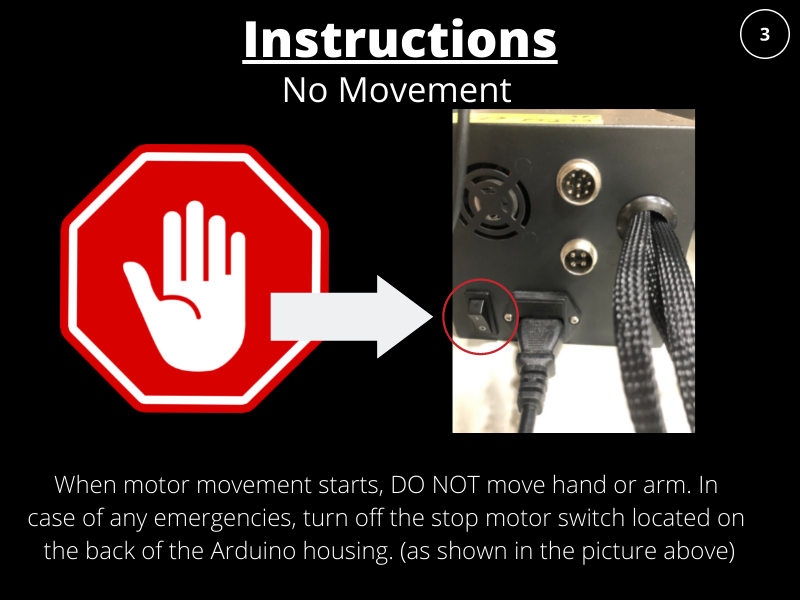 Instructions
3
No Movement
When motor movement starts, DO NOT move hand or arm. In
case of any emergencies, turn off the stop motor switch located on
the back of the Arduino housing. (as shown in the picture above)